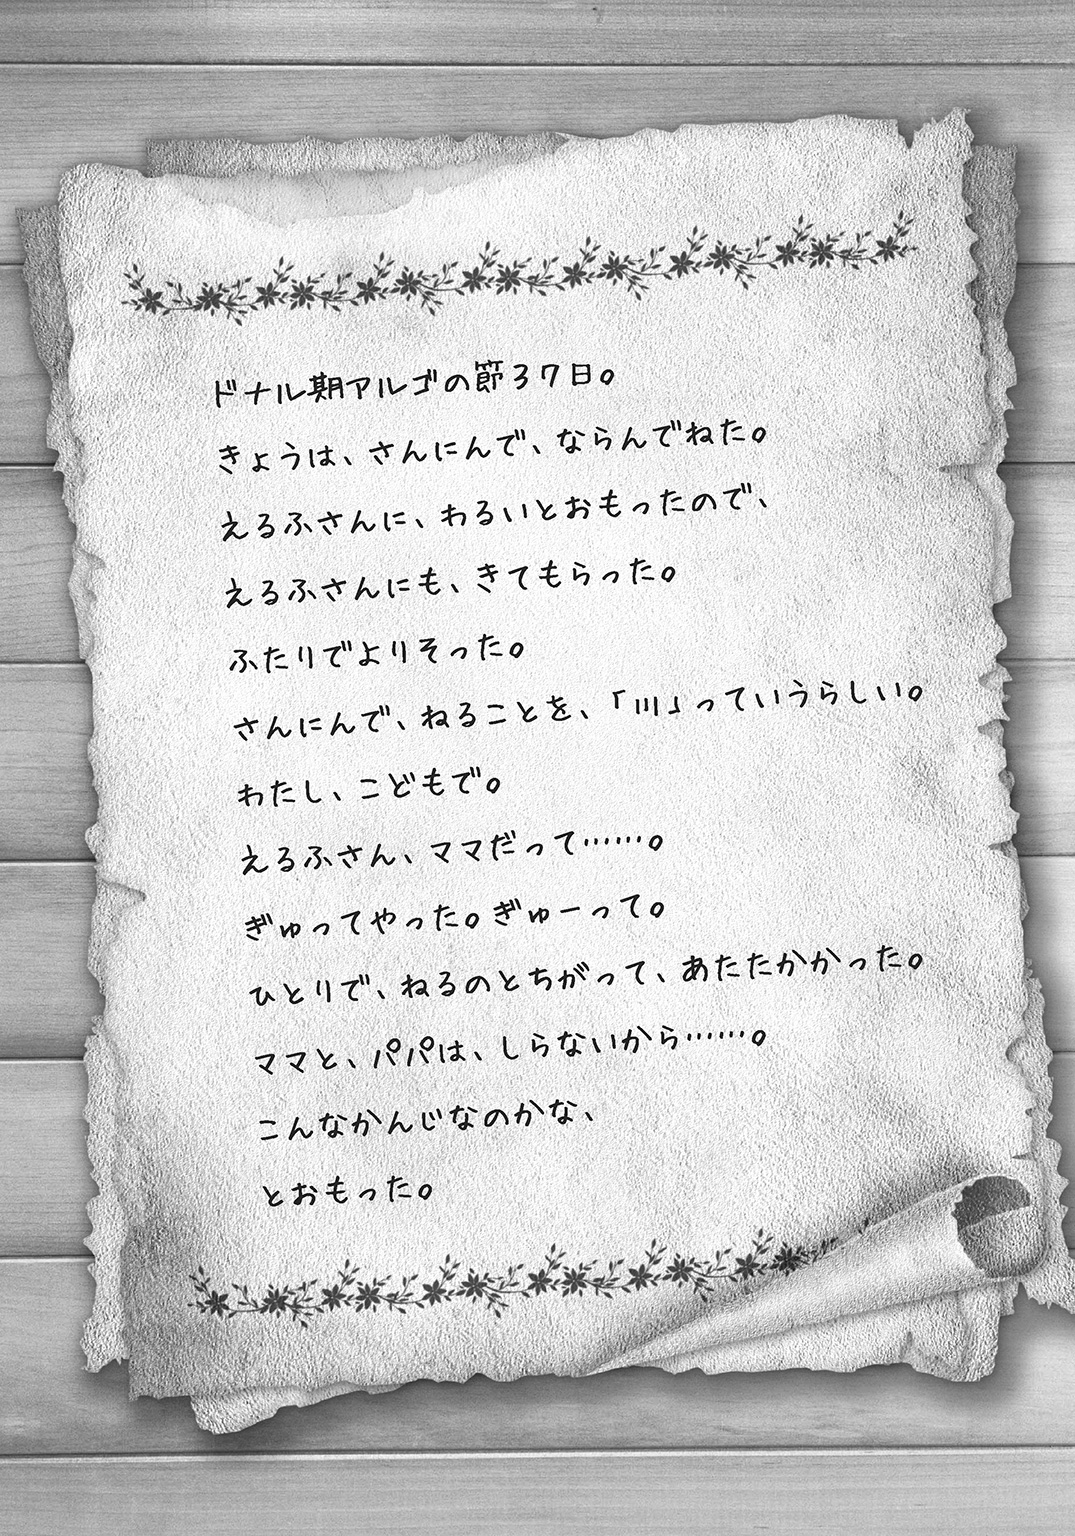 ドナル期アルゴの節37日。
きょうは、さんにんで、ならんでねた。
えるふさんに、わるいとおもったので、
えるふさんにも、きてもらった。
ふたりでよりそった。
さんにんで、ねることを、「川」っていうらしい。
わたし、こどもで。
えるふさん、ママだって……。
ぎゅってやった。ぎゅーって。
ひとりで、ねるのとちがって、あたたかかった。
ママと、パパは、しらないから……。
こんなかんじなのかな、
とおもった。